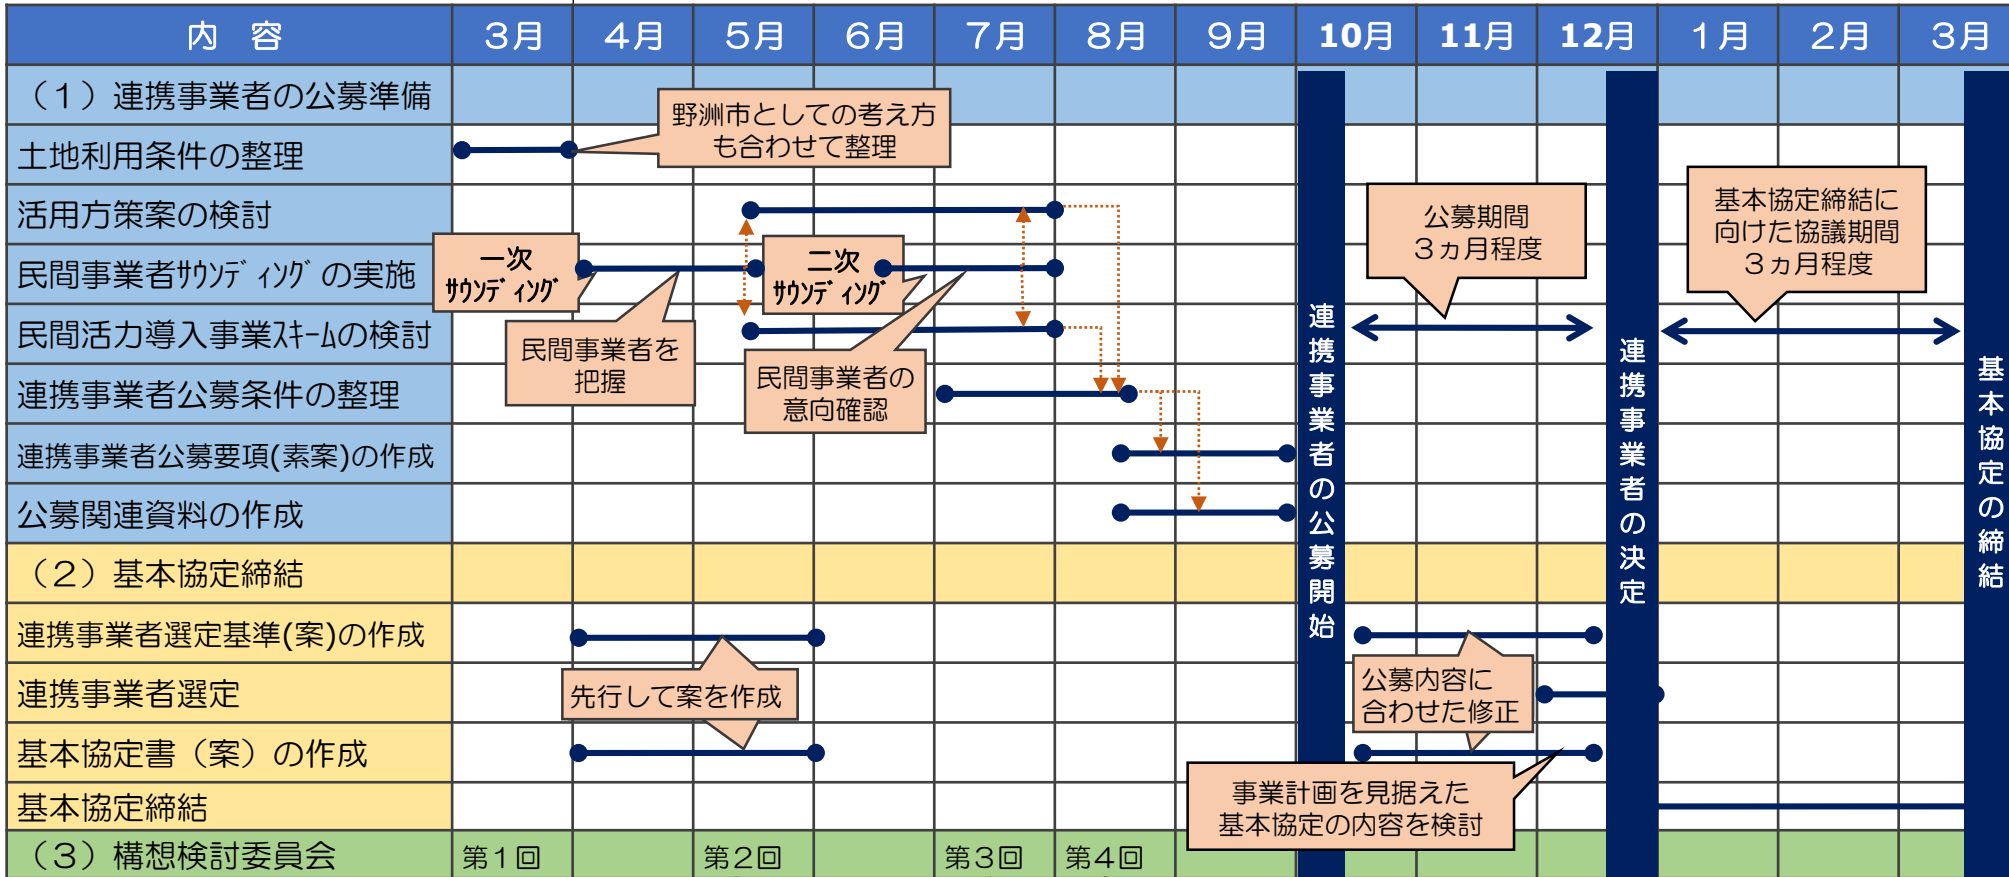 内　容
3月
4月
5月
6月
7月
8月
9月
10月
11月
12月
1月
2月
3月
（1）連携事業者の公募準備
土地利用条件の整理
野洲市としての考え方
も合わせて整理
活用方策案の検討
民間事業者ｻｳﾝﾃﾞｨﾝｸﾞの実施
一次
ｻｳﾝﾃﾞｨﾝｸﾞ
二次
ｻｳﾝﾃﾞｨﾝｸﾞ
公募期間
3ヵ月程度
基本協定締結に
向けた協議期間
3ヵ月程度
民間活力導入事業ｽｷｰﾑの検討
民間事業者を
把握
民間事業者の
意向確認
連携事業者公募条件の整理
連携事業者公募要項(素案)の作成
公募関連資料の作成
連携事業者の公募開始
連携事業者の決定
基本協定の締結
（2）基本協定締結
連携事業者選定基準(案)の作成
連携事業者選定
先行して案を作成
公募内容に
合わせた修正
基本協定書（案）の作成
基本協定締結
事業計画を見据えた
基本協定の内容を検討
（3）構想検討委員会
第1回
第2回
第3回
第4回